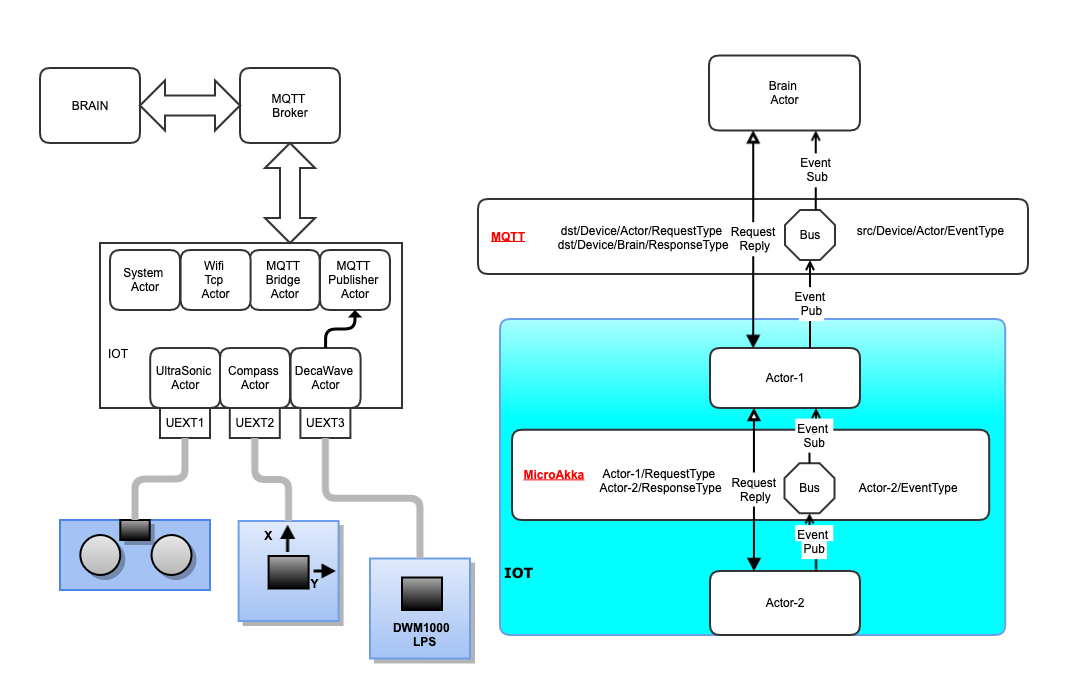 BRAIN
MQTT
Broker
System
Actor
Wifi
Tcp
Actor
MQTT
Bridge
Actor
MQTT
Publisher
Actor
IOT
UltraSonic
Actor
Compass
Actor
DecaWave
Actor
UEXT1
UEXT2
UEXT3
X
Y
DWM1000
LPS
Brain
Actor
Event
Sub
MQTT
dst/Device/Actor/RequestType
dst/Device/Brain/ResponseType
Request
Reply
Bus
src/Device/Actor/EventType
Event
Pub
Actor-1
Event
Sub
MicroAkka
Actor-1/RequestType
Actor-2/ResponseType
Request
Reply
Bus
Actor-2/EventType
Event
Pub
IOT
Actor-2